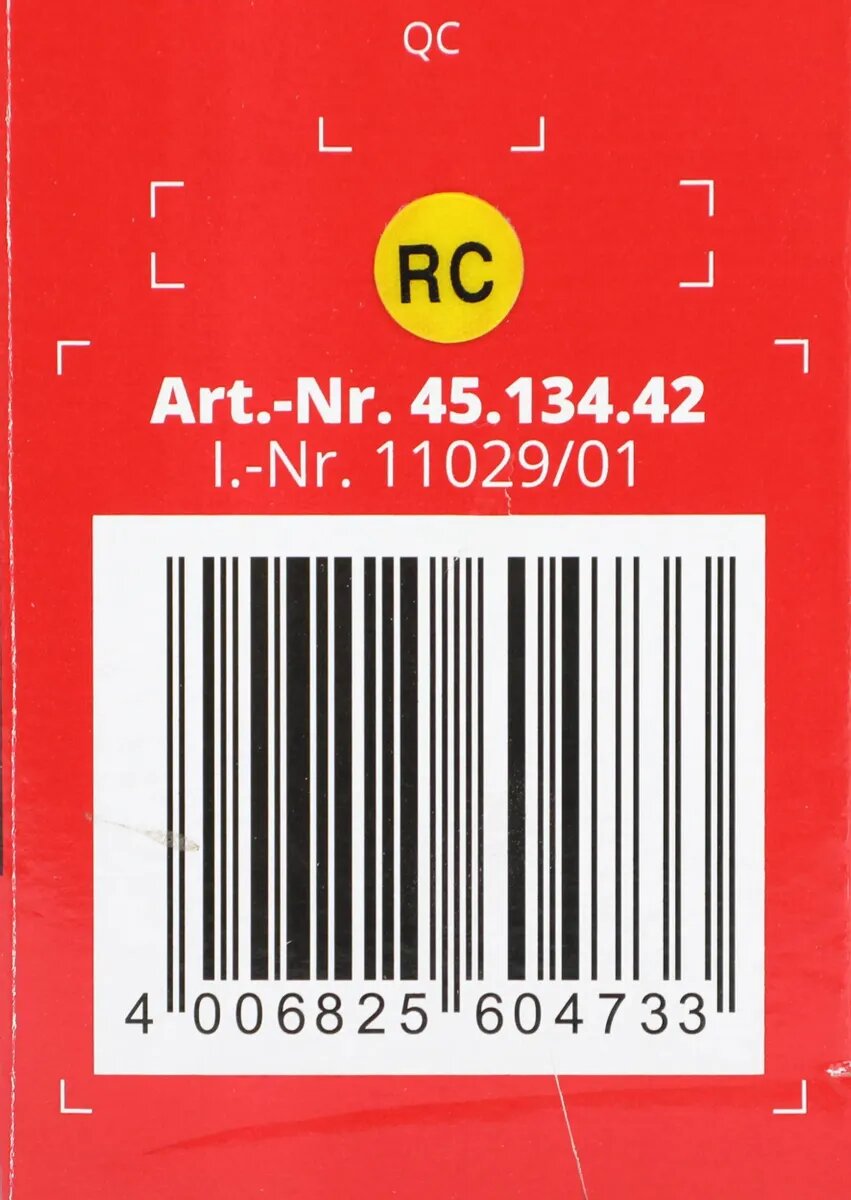 QC
RC
Art.-Nr. 45.134.42
I.-Nr. 11029/01
4 006825 604733